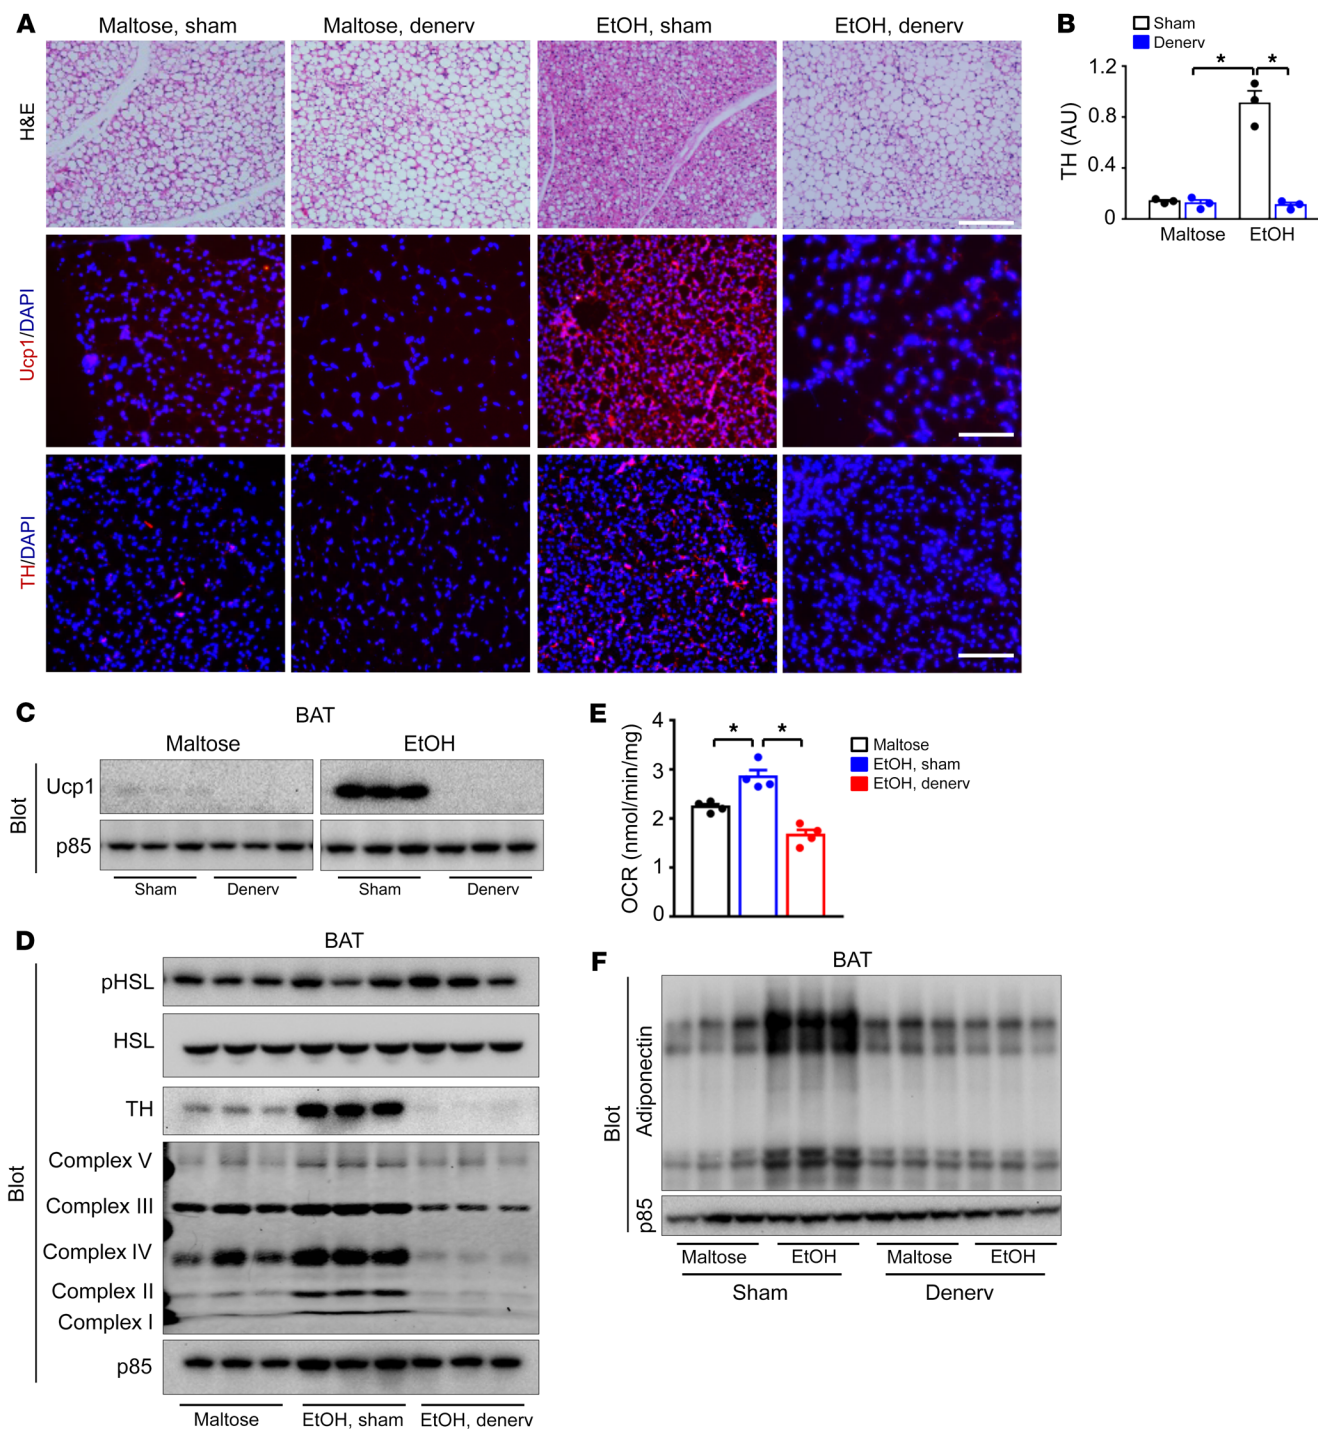 A
Maltose, sham
Maltose, denerv
EtOH, sham
EtOH, denerv
H&E
Ucp1/DAPI
TH/DAPI
B
Sham
Denerv
*
*
TH (AU)
1.2
0.8
0.4
0
Maltose
EtOH
C
BAT
Maltose
EtOH
Blot
Ucp1
p85
Sham
Denerv
Sham
Denerv
D
BAT
Blot
pHSL
HSL
TH
Complex V
Complex III
Complex IV
Complex II
Complex I
p85
Maltose
EtOH, sham
EtOH, denerv
E
OCR (nmol/min/mg)
4
3
2
1
0
*
*
Maltose
EtOH, sham
EtOH, denerv
F
BAT
Blot
Adiponectin
p85
Maltose
EtOH
Maltose
EtOH
Sham
Denerv